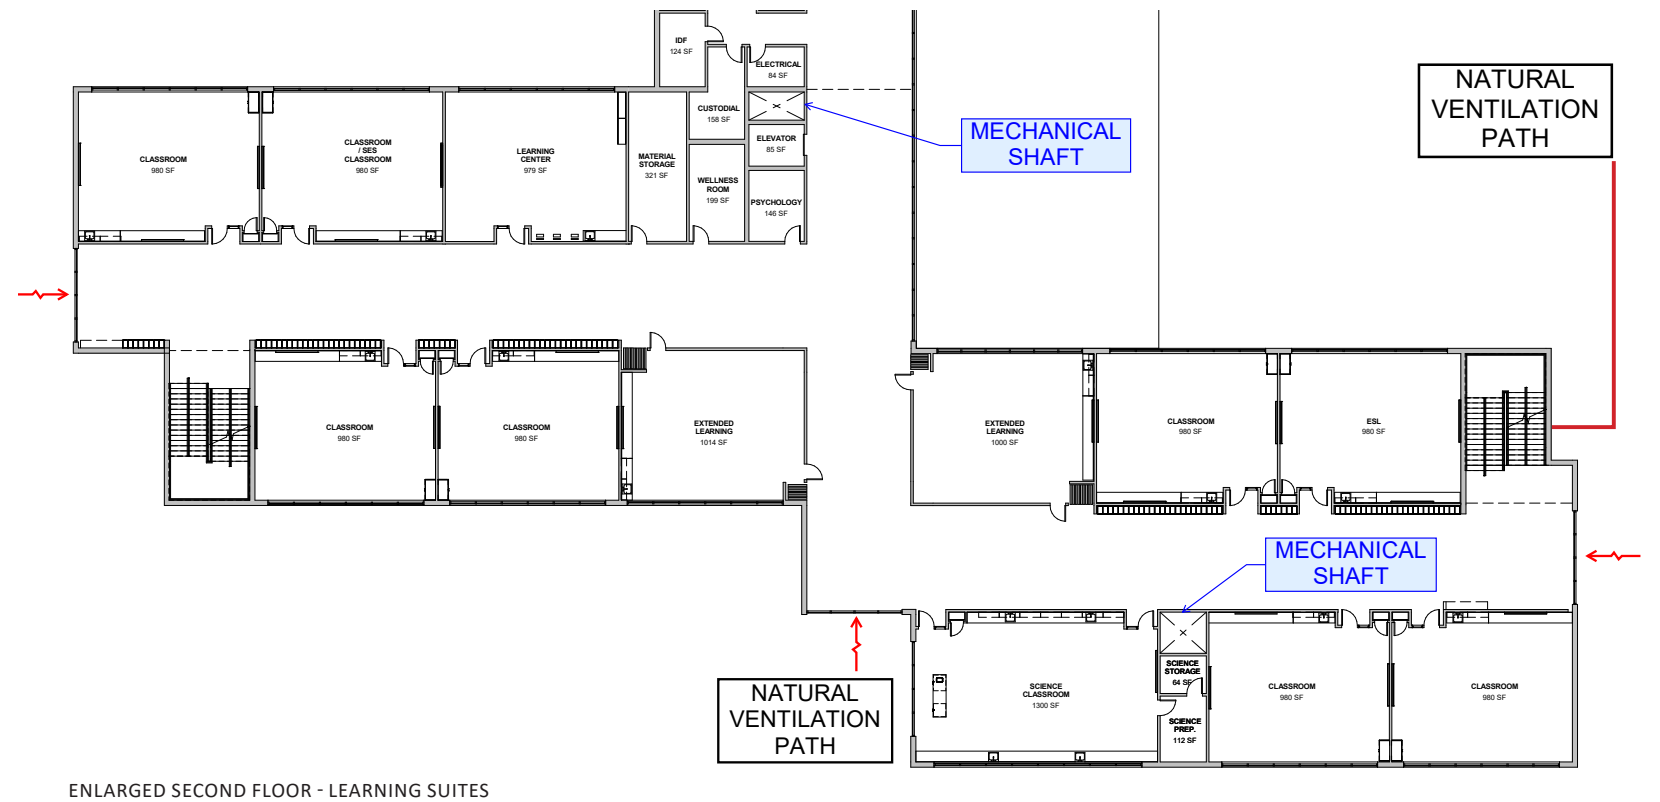 IDF
124 SF
ELECTRICAL
84 SF
NATURAL
VENTILATION
PATH
CUSTODIAL
158 SF
MECHANICAL
SHAFT
ELEVATOR
85 SF
CLASSROOM
980 SF
CLASSROOM
/ SES
CLASSROOM
980 SF
LEARNING
CENTER
979 SF
MATERIAL
STORAGE
321 SF
WELLNESS
ROOM
199 SF
PSYCHOLOGY
146 SF
CLASSROOM
980 SF
CLASSROOM
980 SF
EXTENDED
LEARNING
1014 SF
EXTENDED
LEARNING
1000 SF
CLASSROOM
980 SF
ESL
980 SF
MECHANICAL
SHAFT
NATURAL
VENTILATION
PATH
SCIENCE
CLASSROOM
1300 SF
SCIENCE
STORAGE
64 SF
SCIENCE
PREP.
112 SF
CLASSROOM
980 SF
CLASSROOM
980 SF
ENLARGED SECOND FLOOR - LEARNING SUITES